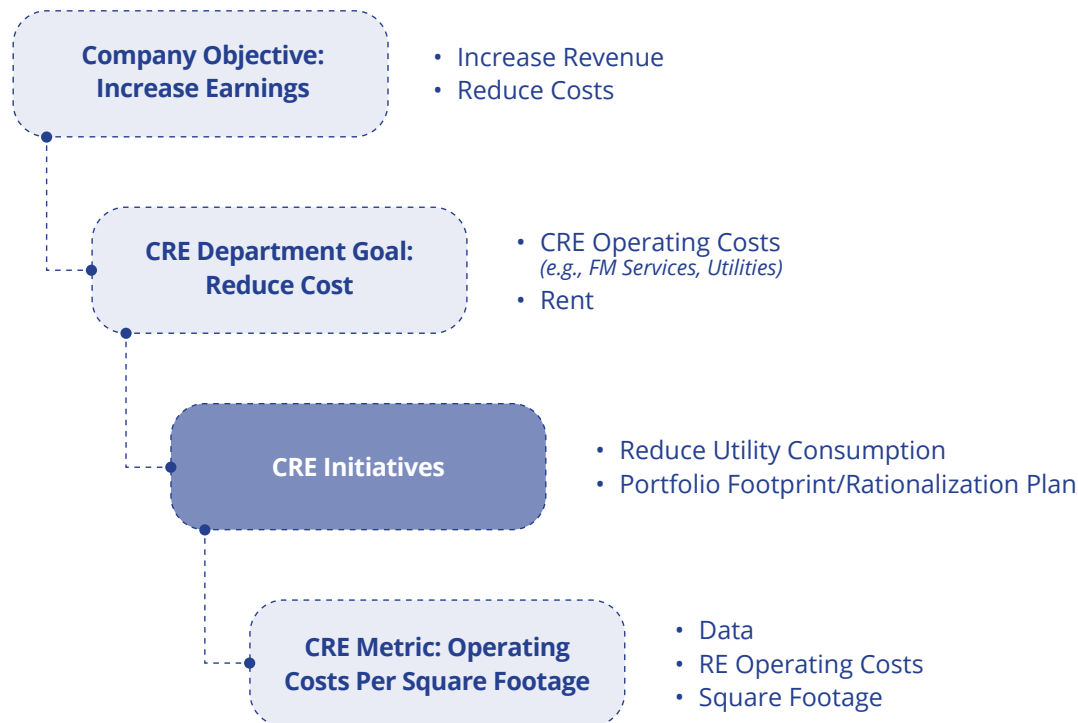 Company Objective:
Increase Earnings
• Increase Revenue
• Reduce Costs
CRE Department Goal:
Reduce Cost
• CRE Operating Costs
(e.g., FM Services, Utilities)
• Rent
CRE Initiatives
• Reduce Utility Consumption
• Portfolio Footprint/Rationalization Plan
CRE Metric: Operating
Costs Per Square Footage
• Data
• RE Operating Costs
• Square Footage